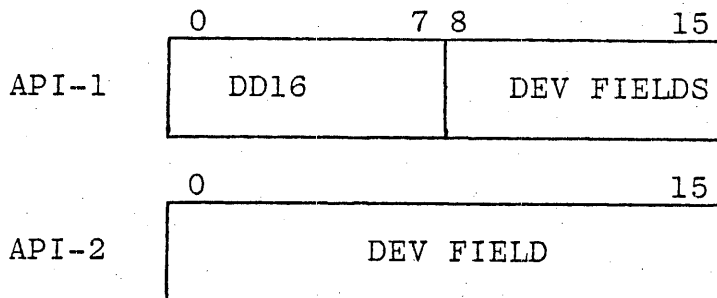 0 7 8 15
API-1 DD16 DEV FIELDS
0 15
API-2 DEV FIELD